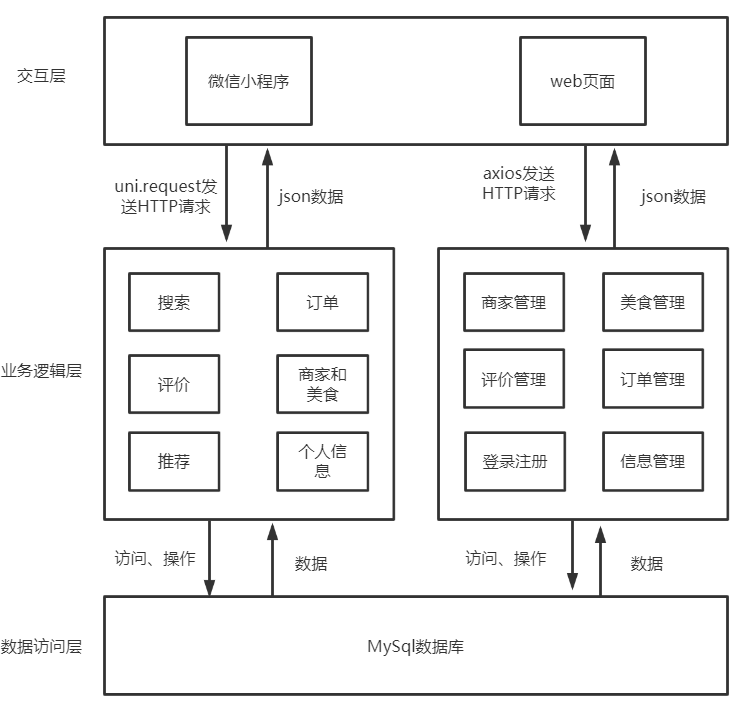 交互层
微信小程序
web页面
uni.request发
送HTTP请求
json数据
axios发送
HTTP请求
json数据
业务逻辑层
搜索
订单
评价
商家和
美食
推荐
个人信
息
商家管理
美食管理
评价管理
订单管理
登录注册
信息管理
访问、操作
数据
访问、操作
数据
数据访问层
MySql数据库